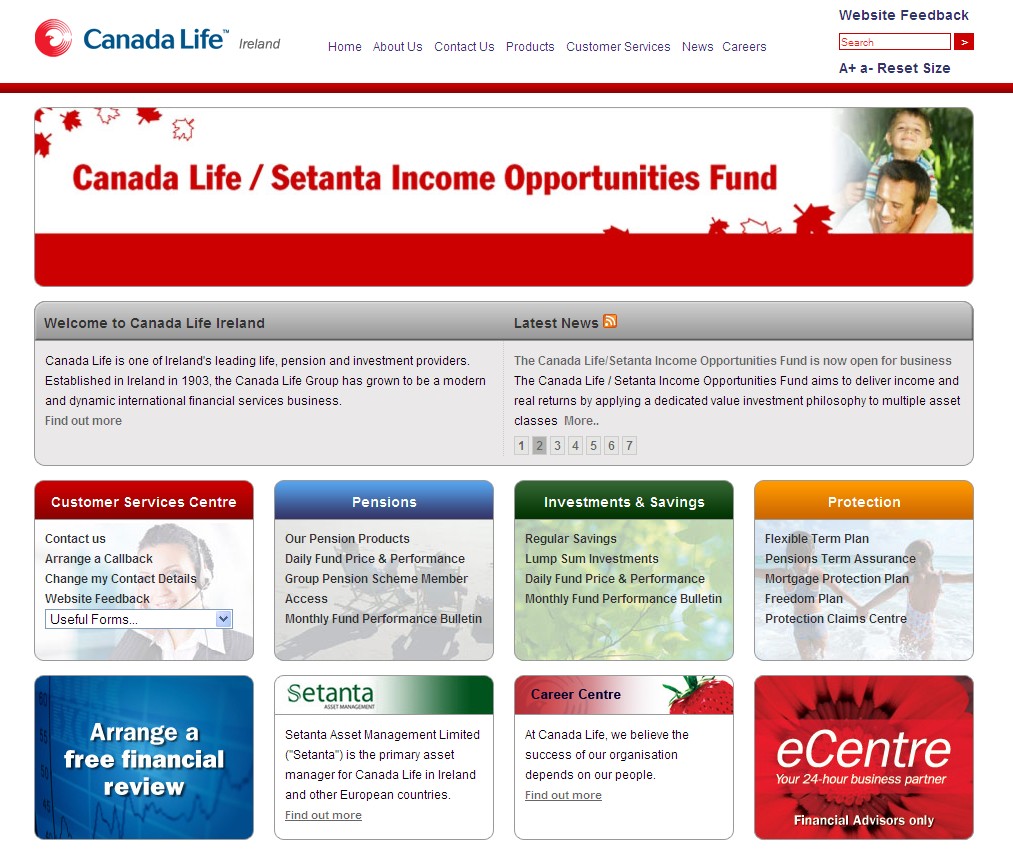 Canada Life™ Ireland
Home About Us Contact Us Products Customer Services News Careers
Website Feedback
Search >
A+ a- Reset Size
Canada Life / Setanta Income Opportunities Fund
Welcome to Canada Life Ireland
Canada Life is one of Ireland's leading life, pension and investment providers.
Established in Ireland in 1903, the Canada Life Group has grown to be a modern
and dynamic international financial services business.
Find out more
Latest News
The Canada Life/Setanta Income Opportunities Fund is now open for business
The Canada Life / Setanta Income Opportunities Fund aims to deliver income and
real returns by applying a dedicated value investment philosophy to multiple asset
classes More..
1 2 3 4 5 6 7
Customer Services Centre
Contact us
Arrange a Callback
Change my Contact Details
Website Feedback
Useful Forms...
Pensions
Our Pension Products
Daily Fund Price & Performance
Group Pension Scheme Member
Access
Monthly Fund Performance Bulletin
Investments & Savings
Regular Savings
Lump Sum Investments
Daily Fund Price & Performance
Monthly Fund Performance Bulletin
Protection
Flexible Term Plan
Pensions Term Assurance
Mortgage Protection Plan
Freedom Plan
Protection Claims Centre
Arrange a
free financial
review
Setanta
ASSET MANAGEMENT
Setanta Asset Management Limited
("Setanta") is the primary asset
manager for Canada Life in Ireland
and other European countries.
Find out more
Career Centre
At Canada Life, we believe the
success of our organisation
depends on our people.
Find out more
eCentre
Your 24-hour business partner
Financial Advisors only